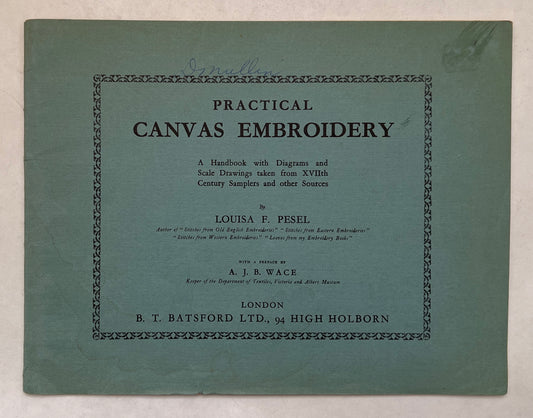 D Mullins
PRACTICAL
CANVAS EMBROIDERY
A Handbook with Diagrams and
Scale Drawings taken from XVIIth
Century Samplers and other Sources
By
LOUISA F. PESEL
Author of "Stitches from Old English Embroideries" "Stitches from Eastern Embroideries"
"Stitches from Western Embroideries" "Leaves from my Embroidery Books"
WITH A PREFACE BY
A. J. B. WACE
Keeper of the Department of Textiles, Victoria and Albert Museum
LONDON
B. T. BATSFORD LTD., 94 HIGH HOLBORN